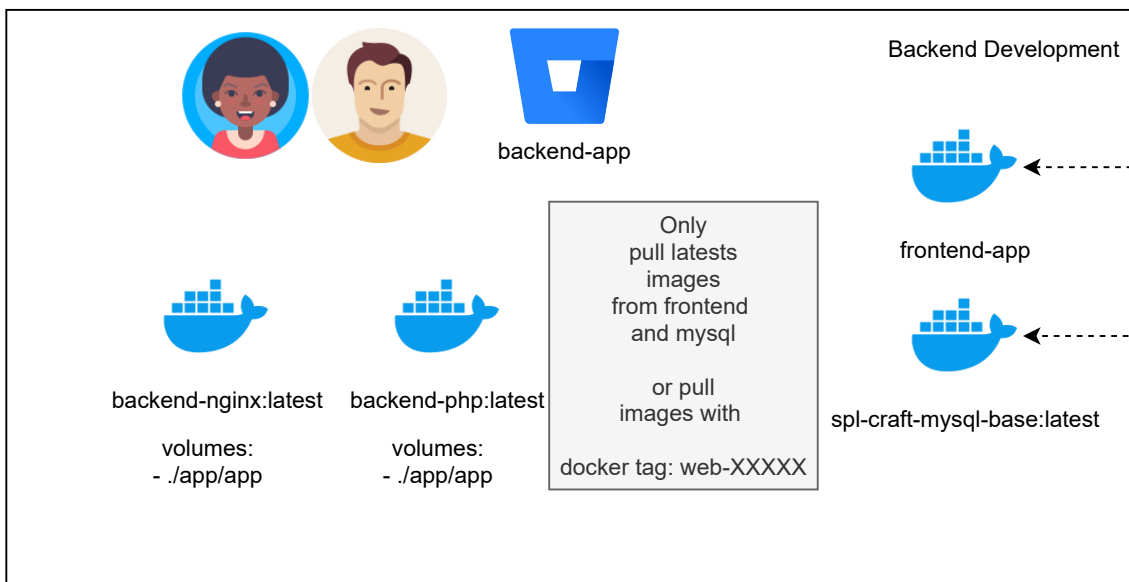 Backend Development
backend-app
frontend-app
Only
pull latests
images
from frontend
and mysql
or pull
images with
docker tag: web-XXXXX
backend-nginx:latest
volumes:
- ./app/app
backend-php:latest
volumes:
- ./app/app
spl-craft-mysql-base:latest